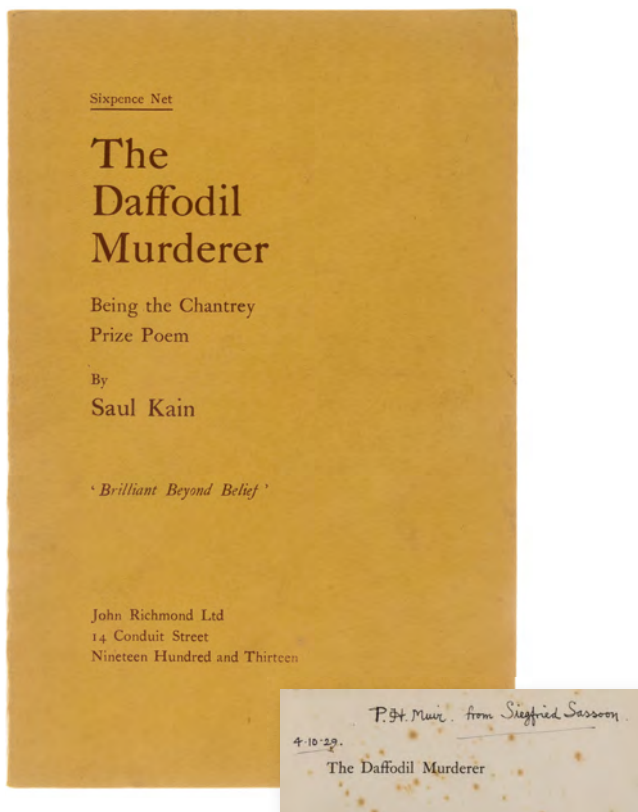 Sixpence Net
The
Daffodil
Murderer
Being the Chantrey
Prize Poem
By
Saul Kain
‘ Brilliant Beyond Belief ’
John Richmond Ltd
14 Conduit Street
Nineteen Hundred and Thirteen
P.H. Muir. from Siegfried Sassoon.
4·10·29.
The Daffodil Murderer